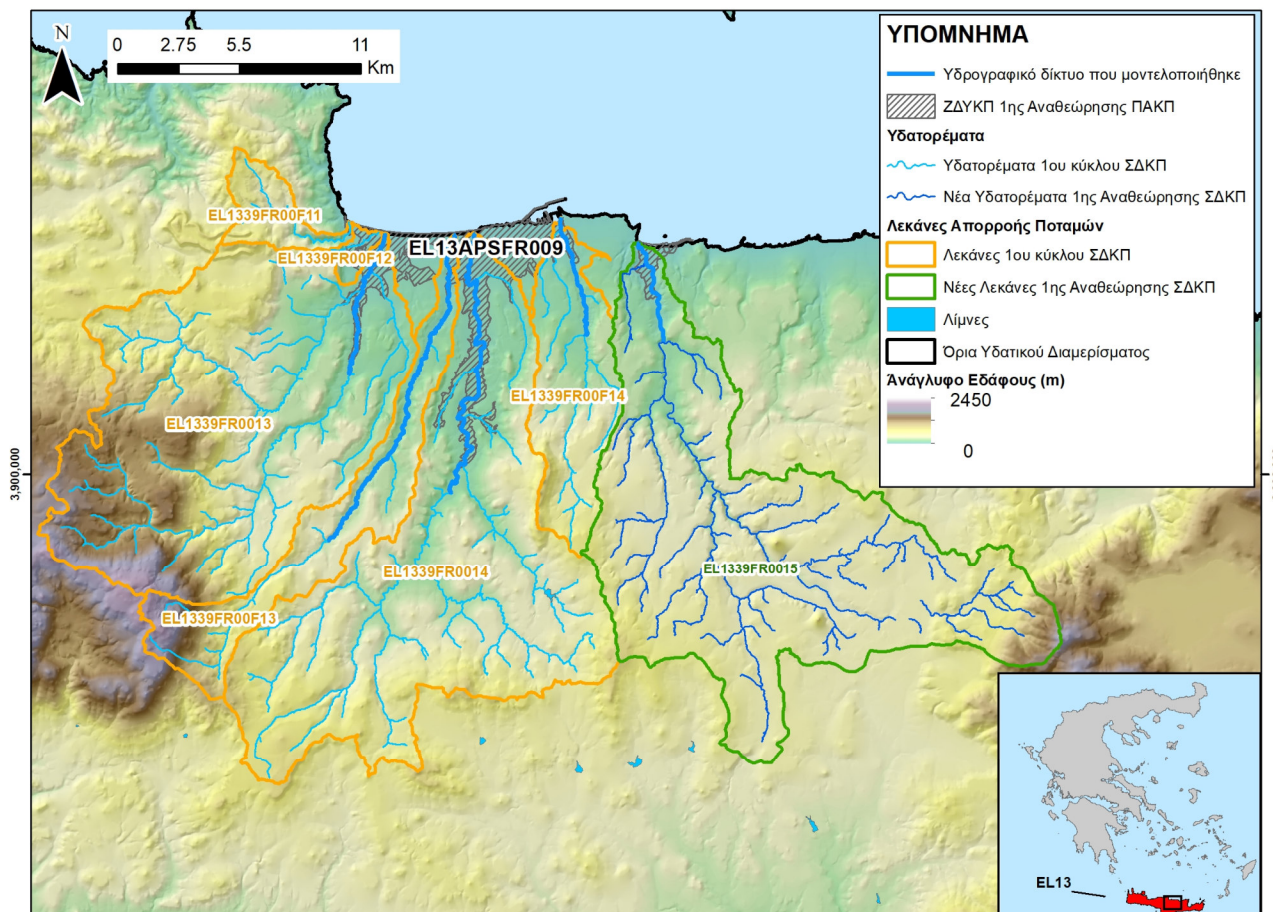 N
0 2.75 5.5 11
Km
ΥΠΟΜΝΗΜΑ
Υδρογραφικό δίκτυο που μοντελοποιήθηκε
ΖΔΥΚΠ 1ης Αναθεώρησης ΠΑΚΠ
Υδατορέματα
Υδατορέματα 1ου κύκλου ΣΔΚΠ
Νέα Υδατορέματα 1ης Αναθεώρησης ΣΔΚΠ
Λεκάνες Απορροής Ποταμών
Λεκάνες 1ου κύκλου ΣΔΚΠ
Νέες Λεκάνες 1ης Αναθεώρησης ΣΔΚΠ
Λίμνες
Όρια Υδατικού Διαμερίσματος
Άνάγλυφο Εδάφους (m)
2450
0
EL1339FR00F11
EL13APSFR009
EL1339FR00F12
EL1339FR00F14
EL1339FR0013
3,900,000
EL1339FR0014
EL1339FR0015
EL1339FR00F13
EL13